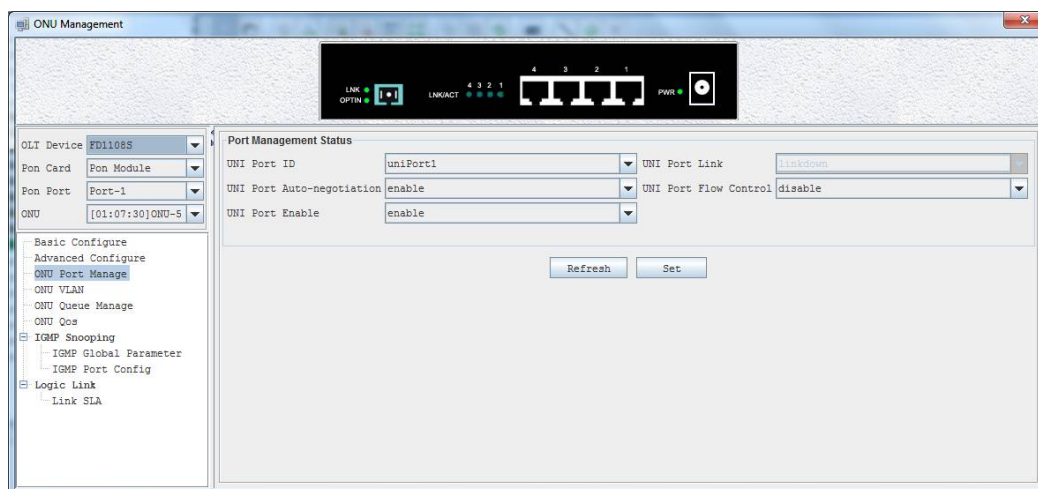 ONU Management
X
4 3 2 1
LNK
OPTIN
LNK/ACT
4 3 2 1
PWR
OLT Device FD1108S
Pon Card Pon Module
Pon Port Port-1
ONU [01:07:30]ONU-5
Basic Configure
Advanced Configure
ONU Port Manage
ONU VLAN
ONU Queue Manage
ONU Qos
IGMP Snooping
IGMP Global Parameter
IGMP Port Config
Logic Link
Link SLA
Port Management Status
UNI Port ID uniPort1 UNI Port Link linkdown
UNI Port Auto-negotiation enable UNI Port Flow Control disable
UNI Port Enable enable
Refresh Set